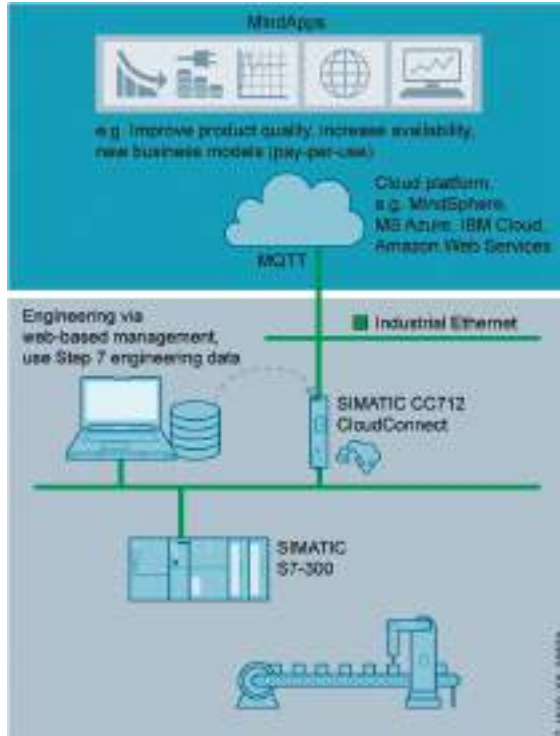 MindApps
e.g. Improve product quality, increase availability,
new business models (pay-per-use)
Cloud platform,
e.g. MindSphere,
MS Azure, IBM Cloud,
Amazon Web Services
MQTT
Engineering via
web-based management,
use Step 7 engineering data
Industrial Ethernet
SIMATIC CC712
CloudConnect
SIMATIC
S7-300